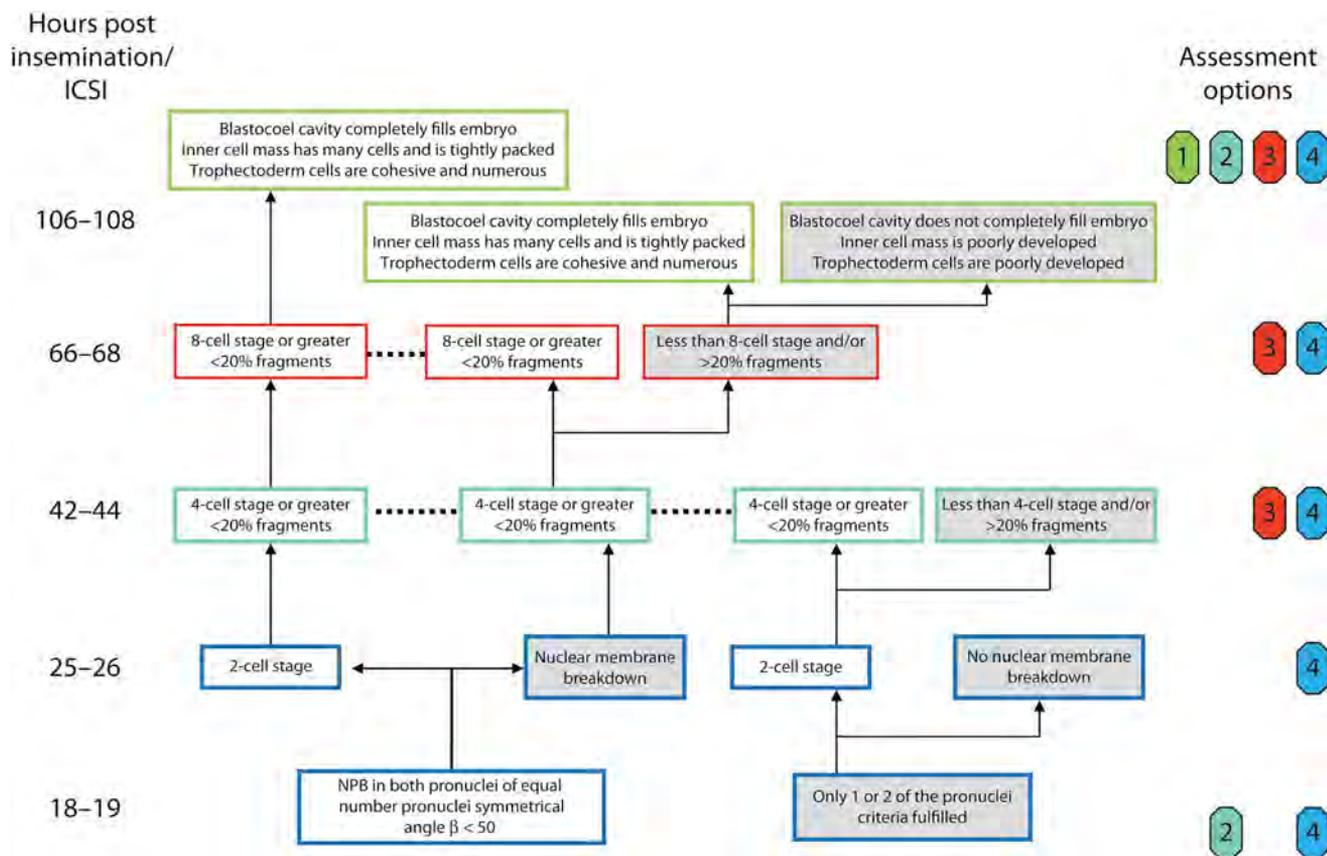 Hours post
insemination/
ICSI
Assessment
options
Blastocoel cavity completely fills embryo
Inner cell mass has many cells and is tightly packed
Trophectoderm cells are cohesive and numerous
1 2 3 4
106–108
Blastocoel cavity completely fills embryo
Inner cell mass has many cells and is tightly packed
Trophectoderm cells are cohesive and numerous
Blastocoel cavity does not completely fill embryo
Inner cell mass is poorly developed
Trophectoderm cells are poorly developed
66–68
8-cell stage or greater
<20% fragments
8-cell stage or greater
<20% fragments
Less than 8-cell stage and/or
>20% fragments
3 4
42–44
4-cell stage or greater
<20% fragments
4-cell stage or greater
<20% fragments
4-cell stage or greater
<20% fragments
Less than 4-cell stage and/or
>20% fragments
3 4
25–26
2-cell stage
Nuclear membrane
breakdown
2-cell stage
No nuclear membrane
breakdown
4
18–19
NPB in both pronuclei of equal
number pronuclei symmetrical
angle β < 50
Only 1 or 2 of the pronuclei
criteria fulfilled
2 4